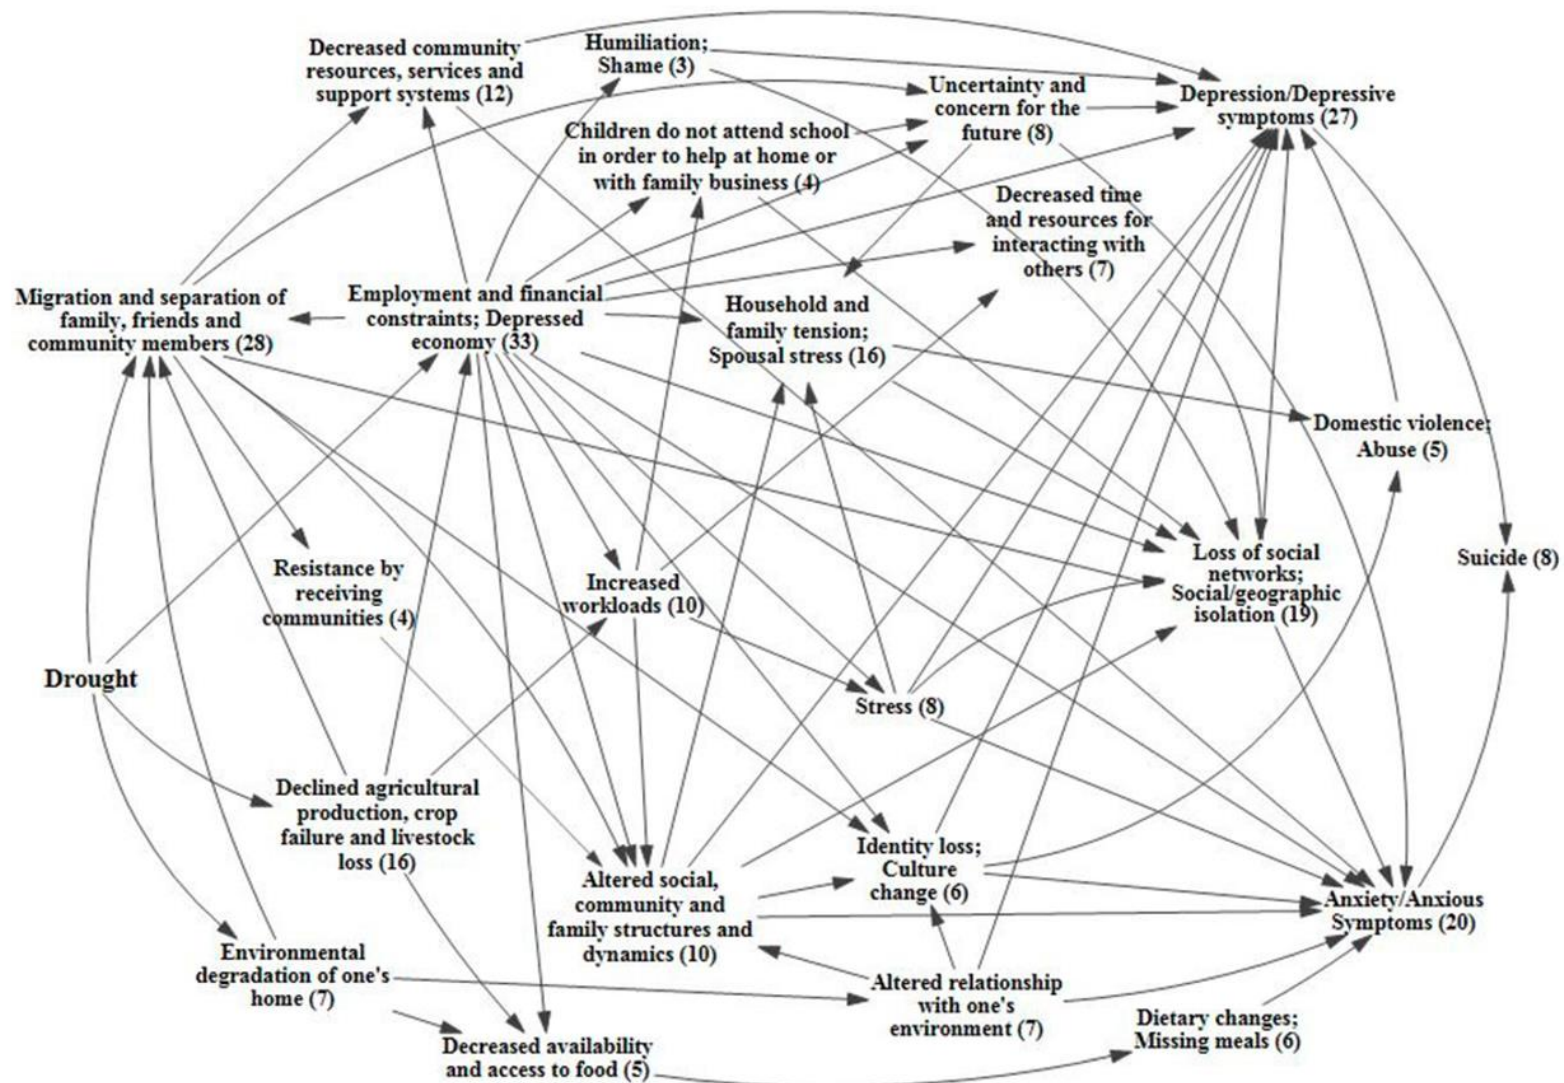 Decreased community
resources, services and
support systems (12)
Humiliation;
Shame (3)
Uncertainty and
concern for the
future (8)
Depression/Depressive
symptoms (27)
Children do not attend school
in order to help at home or
with family business (4)
Decreased time
and resources for
interacting with
others (7)
Migration and separation of
family, friends and
community members (28)
Employment and financial
constraints; Depressed
economy (33)
Household and
family tension;
Spousal stress (16)
Domestic violence;
Abuse (5)
Resistance by
receiving
communities (4)
Increased
workloads (10)
Loss of social
networks;
Social/geographic
isolation (19)
Suicide (8)
Drought
Stress (8)
Declined agricultural
production, crop
failure and livestock
loss (16)
Altered social,
community and
family structures and
dynamics (10)
Identity loss;
Culture
change (6)
Anxiety/Anxious
Symptoms (20)
Environmental
degradation of one's
home (7)
Altered relationship
with one's
environment (7)
Decreased availability
and access to food (5)
Dietary changes;
Missing meals (6)